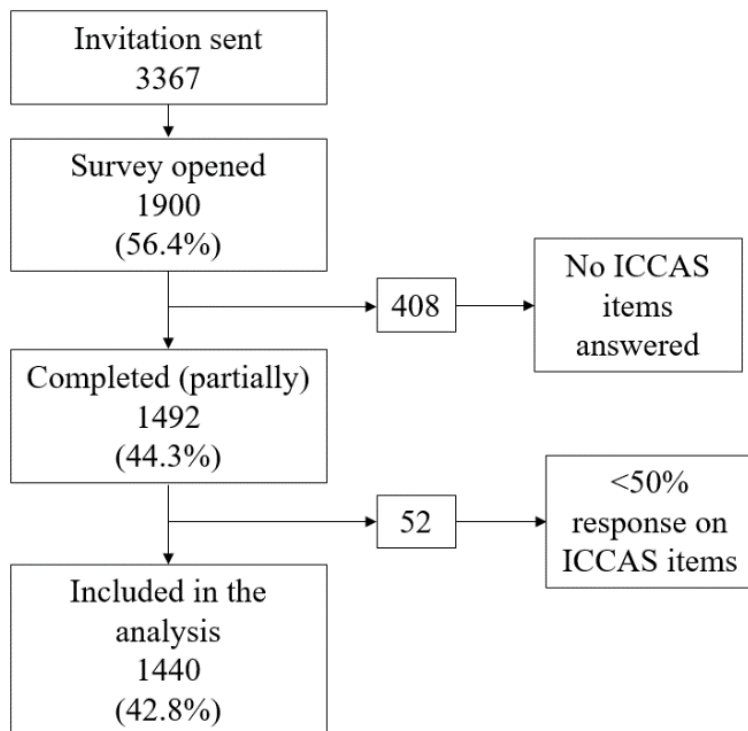 Invitation sent
3367
Survey opened
1900
(56.4%)
408
No ICCAS
items
answered
Completed (partially)
1492
(44.3%)
52
<50%
response on
ICCAS items
Included in the
analysis
1440
(42.8%)